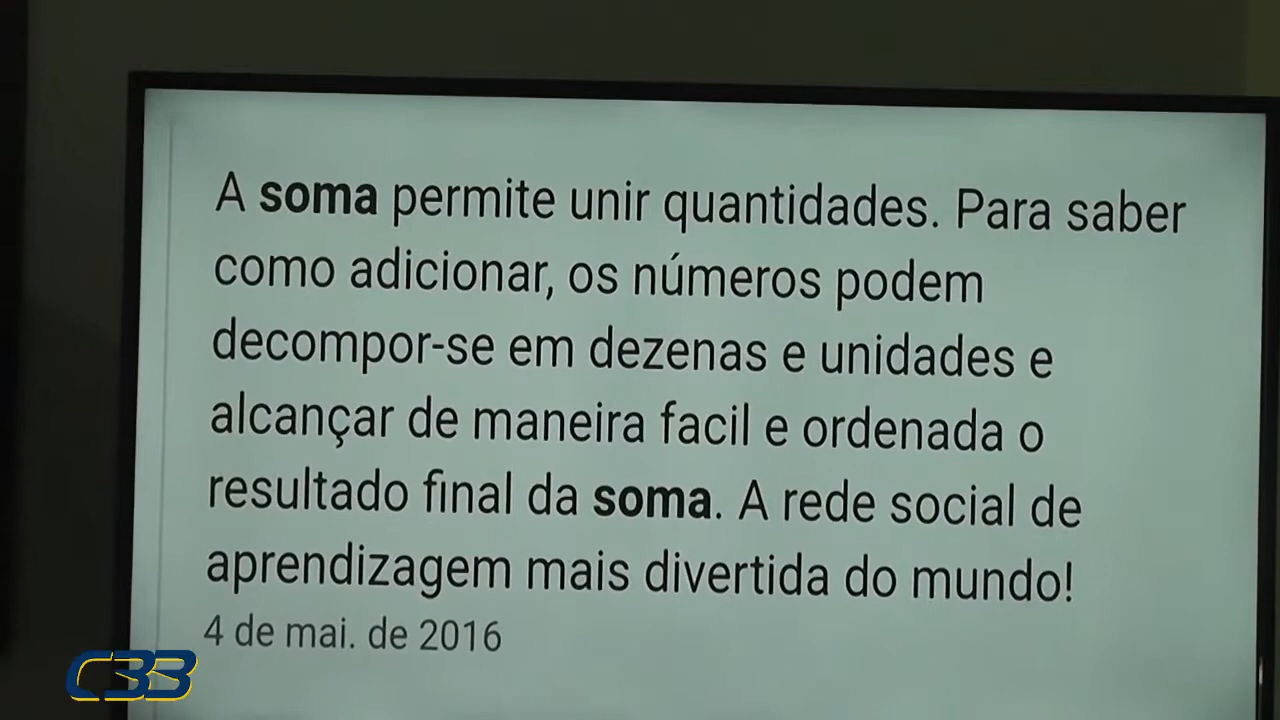 A soma permite unir quantidades. Para saber
como adicionar, os números podem
decompor-se em dezenas e unidades e
alcançar de maneira facil e ordenada o
resultado final da soma. A rede social de
aprendizagem mais divertida do mundo!
4 de mai. de 2016
C33